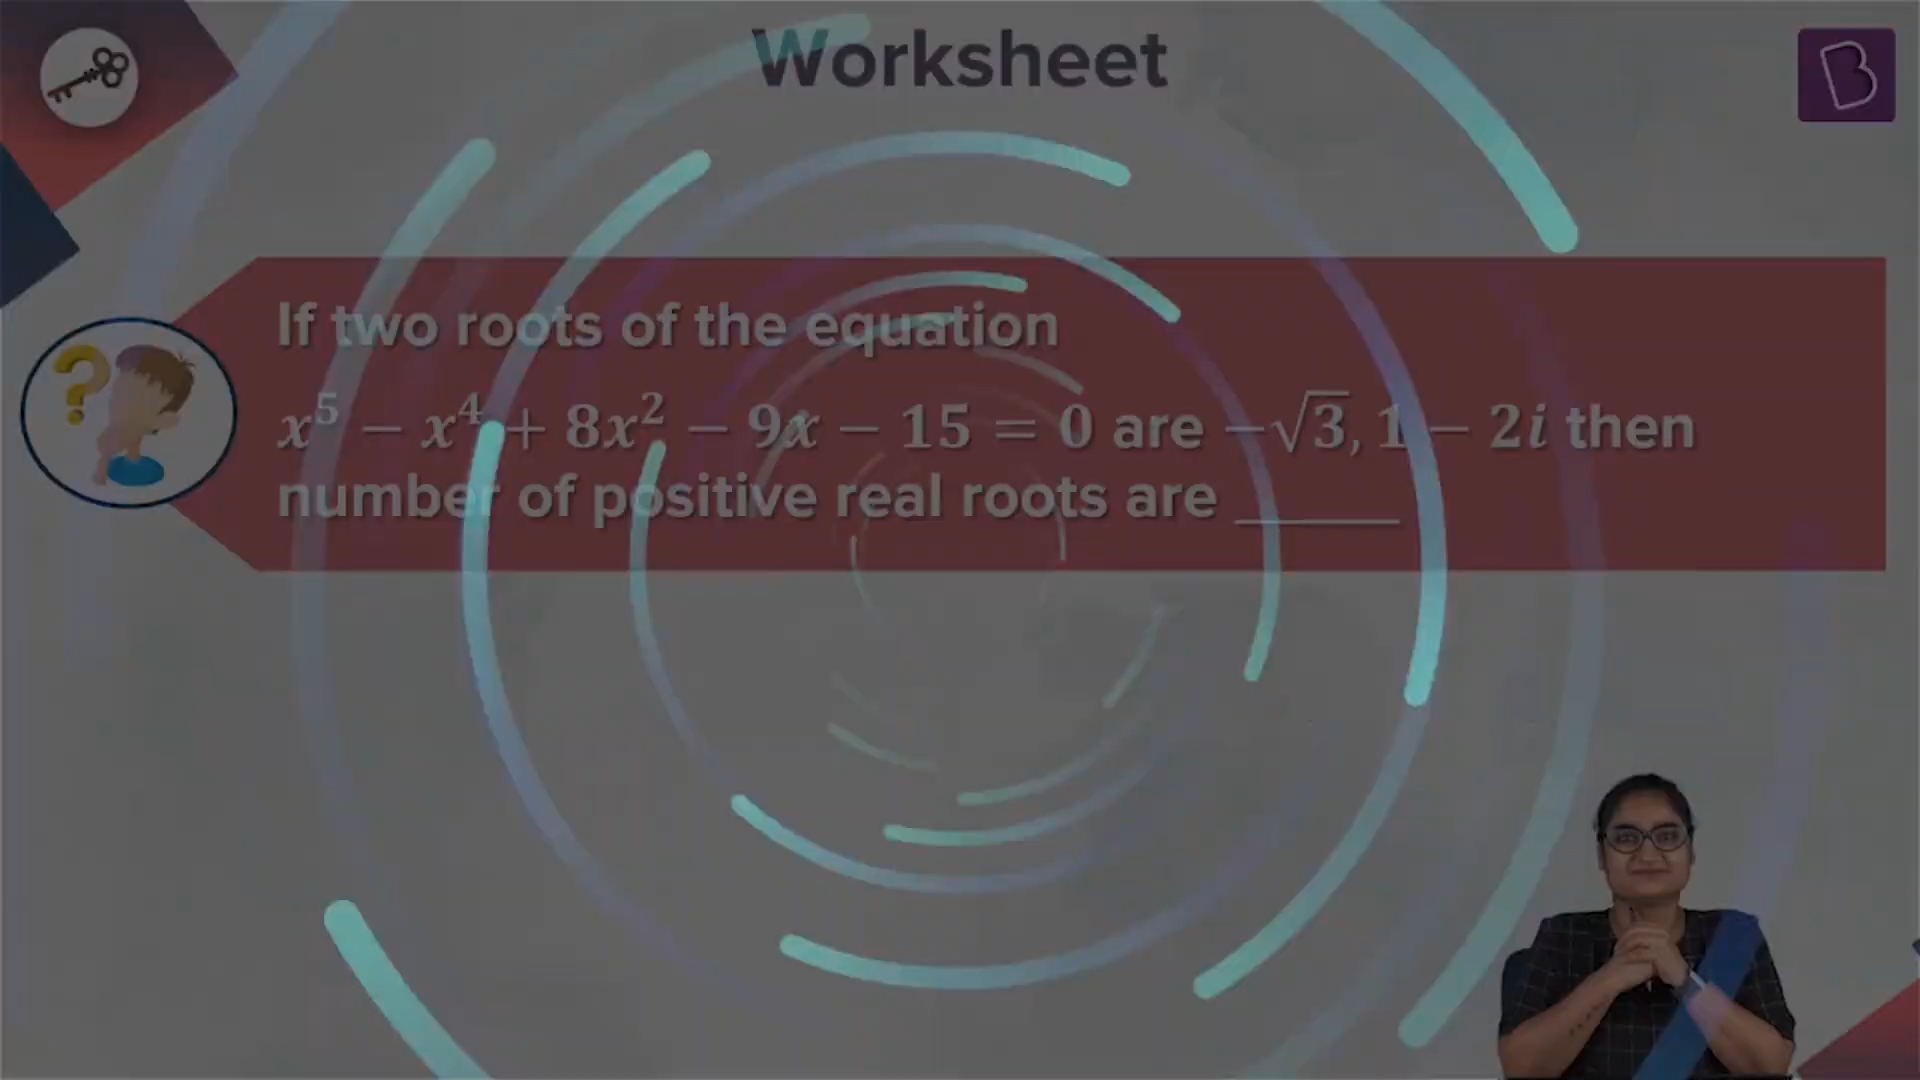 Worksheet
B
If two roots of the equation
x⁵ − x⁴ + 8x² − 9x − 15 = 0 are −√3, 1 − 2i then
number of positive real roots are ______